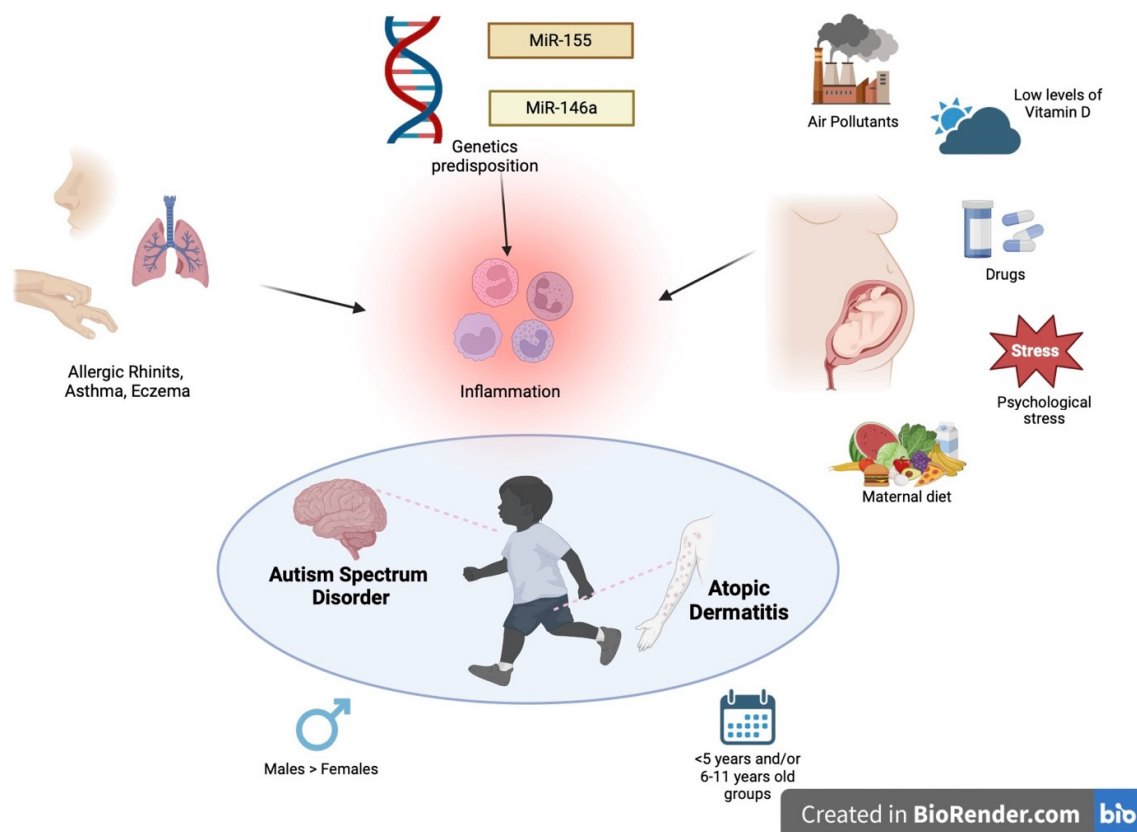 MiR-155
MiR-146a
Genetics
predisposition
Air Pollutants
Low levels of
Vitamin D
Drugs
Stress
Psychological
stress
Maternal diet
Allergic Rhinits,
Asthma, Eczema
Inflammation
Autism Spectrum
Disorder
Atopic
Dermatitis
Males > Females
<5 years and/or
6-11 years old
groups
Created in BioRender.com bio